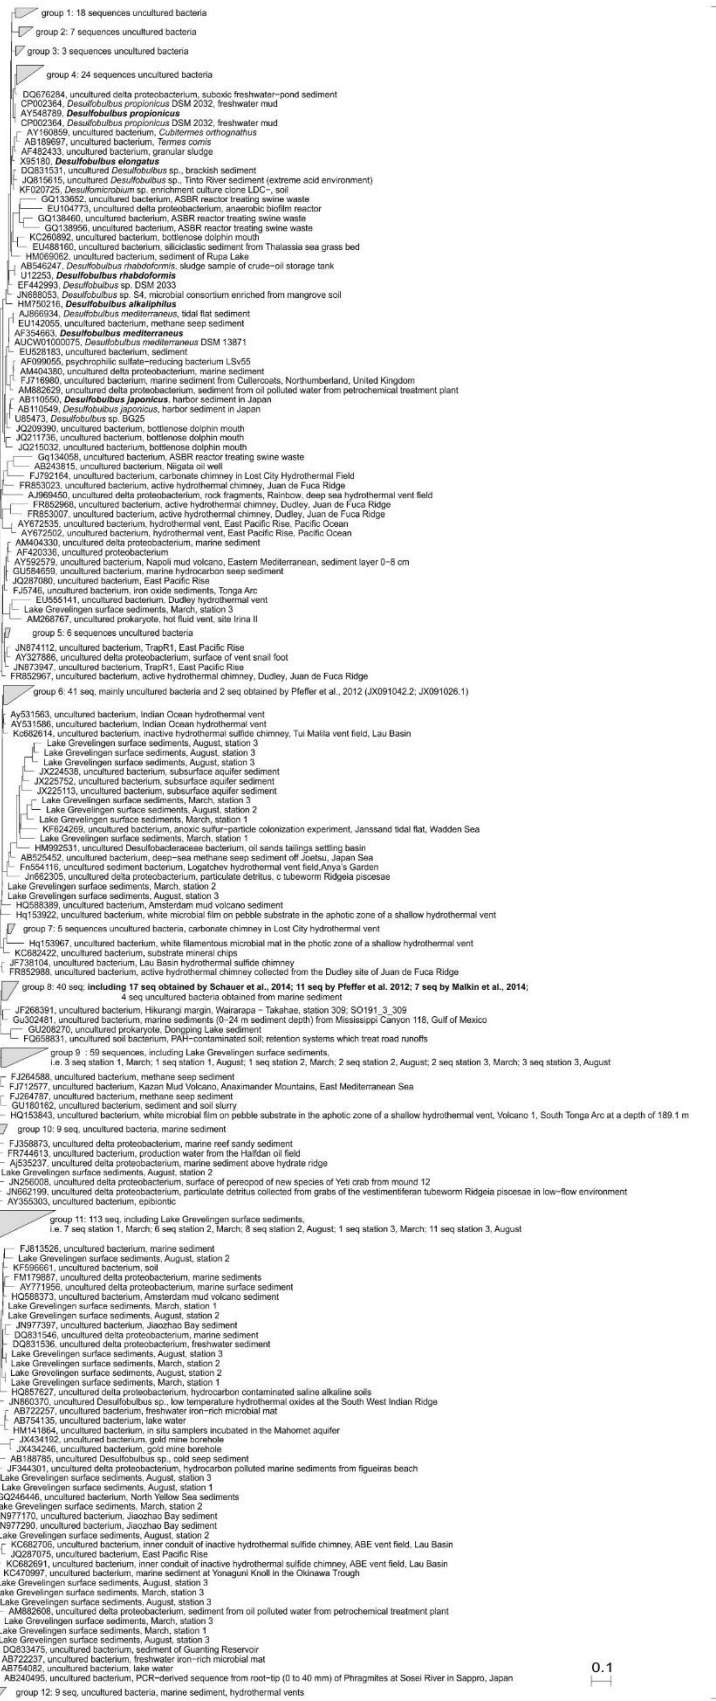 group 1: 18 sequences uncultured bacteria
group 2: 7 sequences uncultured bacteria
group 3: 3 sequences uncultured bacteria
group 4: 24 sequences uncultured bacteria
DQ676284, uncultured delta proteobacterium, suboxic freshwater-pond sediment
CP002364, Desulfobulbus propionicus DSM 2032, freshwater mud
AY548789, Desulfobulbus propionicus
CP002364, Desulfobulbus propionicus DSM 2032, freshwater mud
AY160859, uncultured bacterium, Cubitermes orthognathus
AB189697, uncultured bacterium, Termes comis
AF482433, uncultured bacterium, granular sludge
X95180, Desulfobulbus elongatus
DQ831531, uncultured Desulfobulbus sp., brackish sediment
JQ815615, uncultured Desulfobulbus sp., Tinto River sediment (extreme acid environment)
KF020725, Desulfomicrobium sp. enrichment culture clone LDC-, soil
GQ133652, uncultured bacterium, ASBR reactor treating swine waste
EU104773, uncultured delta proteobacterium, anaerobic biofilm reactor
GQ138460, uncultured bacterium, ASBR reactor treating swine waste
GQ138956, uncultured bacterium, ASBR reactor treating swine waste
KC260892, uncultured bacterium, bottlenose dolphin mouth
EU488160, uncultured bacterium, siliciclastic sediment from Thalassia sea grass bed
HM069062, uncultured bacterium, sediment of Rupa Lake
AB546247, Desulfobulbus rhabdoformis, sludge sample of crude-oil storage tank
U12253, Desulfobulbus rhabdoformis
EF442993, Desulfobulbus sp. DSM 2033
JN688053, Desulfobulbus sp. S4, microbial consortium enriched from mangrove soil
HM750216, Desulfobulbus alkaliphilus
AJ866934, Desulfobulbus mediterraneus, tidal flat sediment
EU142055, uncultured bacterium, methane seep sediment
AF354663, Desulfobulbus mediterraneus
AUCW01000075, Desulfobulbus mediterraneus DSM 13871
EU528183, uncultured bacterium, sediment
AF099055, psychrophilic sulfate-reducing bacterium LSv55
AM404380, uncultured delta proteobacterium, marine sediment
FJ716980, uncultured bacterium, marine sediment from Cullercoats, Northumberland, United Kingdom
AM882629, uncultured delta proteobacterium, sediment from oil polluted water from petrochemical treatment plant
AB110550, Desulfobulbus japonicus, harbor sediment in Japan
AB110549, Desulfobulbus japonicus, harbor sediment in Japan
U85473, Desulfobulbus sp. BG25
JQ209390, uncultured bacterium, bottlenose dolphin mouth
JQ211736, uncultured bacterium, bottlenose dolphin mouth
JQ215032, uncultured bacterium, bottlenose dolphin mouth
Gq134058, uncultured bacterium, ASBR reactor treating swine waste
AB243815, uncultured bacterium, Niigata oil well
FJ792164, uncultured bacterium, carbonate chimney in Lost City Hydrothermal Field
FR853023, uncultured bacterium, active hydrothermal chimney, Juan de Fuca Ridge
AJ969450, uncultured delta proteobacterium, rock fragments, Rainbow, deep sea hydrothermal vent field
FR852968, uncultured bacterium, active hydrothermal chimney, Dudley, Juan de Fuca Ridge
FR853007, uncultured bacterium, active hydrothermal chimney, Dudley, Juan de Fuca Ridge
AY672535, uncultured bacterium, hydrothermal vent, East Pacific Rise, Pacific Ocean
AY672502, uncultured bacterium, hydrothermal vent, East Pacific Rise, Pacific Ocean
AM404330, uncultured delta proteobacterium, marine sediment
AF420336, uncultured proteobacterium
AY592579, uncultured bacterium, Napoli mud volcano, Eastern Mediterranean, sediment layer 0-8 cm
GU584659, uncultured bacterium, marine hydrocarbon seep sediment
JQ287080, uncultured bacterium, East Pacific Rise
FJ5746, uncultured bacterium, iron oxide sediments, Tonga Arc
EU555141, uncultured bacterium, Dudley hydrothermal vent
Lake Grevelingen surface sediments, March, station 3
AM268767, uncultured prokaryote, hot fluid vent, site Irina II
group 5: 6 sequences uncultured bacteria
JN874112, uncultured bacterium, TrapR1, East Pacific Rise
AY327886, uncultured delta proteobacterium, surface of vent snail foot
JN873947, uncultured bacterium, TrapR1, East Pacific Rise
FR852967, uncultured bacterium, active hydrothermal chimney, Dudley, Juan de Fuca Ridge
group 6: 41 seq, mainly uncultured bacteria and 2 seq obtained by Pfeffer et al., 2012 (JX091042.2; JX091026.1)
Ay531563, uncultured bacterium, Indian Ocean hydrothermal vent
AY531586, uncultured bacterium, Indian Ocean hydrothermal vent
Kc682614, uncultured bacterium, inactive hydrothermal sulfide chimney, Tui Malila vent field, Lau Basin
Lake Grevelingen surface sediments, August, station 3
Lake Grevelingen surface sediments, August, station 3
Lake Grevelingen surface sediments, August, station 3
JX224538, uncultured bacterium, subsurface aquifer sediment
JX225752, uncultured bacterium, subsurface aquifer sediment
JX225113, uncultured bacterium, subsurface aquifer sediment
Lake Grevelingen surface sediments, March, station 3
Lake Grevelingen surface sediments, August, station 2
Lake Grevelingen surface sediments, March, station 1
KF624269, uncultured bacterium, anoxic sulfur-particle colonization experiment, Janssand tidal flat, Wadden Sea
Lake Grevelingen surface sediments, March, station 1
HM992531, uncultured Desulfobacteraceae bacterium, oil sands tailings settling basin
AB525452, uncultured bacterium, deep-sea methane seep sediment off Joetsu, Japan Sea
Fn554116, uncultured sediment bacterium, Logatchev hydrothermal vent field,Anya's Garden
Jn662305, uncultured delta proteobacterium, particulate detritus, c tubeworm Ridgeia piscesae
Lake Grevelingen surface sediments, March, station 2
Lake Grevelingen surface sediments, August, station 3
HQ588389, uncultured bacterium, Amsterdam mud volcano sediment
Hq153922, uncultured bacterium, white microbial film on pebble substrate in the aphotic zone of a shallow hydrothermal vent
group 7: 5 sequences uncultured bacteria, carbonate chimney in Lost City hydrothermal vent
Hq153967, uncultured bacterium, white filamentous microbial mat in the photic zone of a shallow hydrothermal vent
KC682422, uncultured bacterium, substrate mineral chips
JF738104, uncultured bacterium, Lau Basin hydrothermal sulfide chimney
FR852988, uncultured bacterium, active hydrothermal chimney collected from the Dudley site of Juan de Fuca Ridge
group 8: 40 seq; including 17 seq obtained by Schauer et al., 2014; 11 seq by Pfeffer et al. 2012; 7 seq by Malkin et al., 2014;
4 seq uncultured bacteria obtained from marine sediment
JF268391, uncultured bacterium, Hikurangi margin, Wairarapa - Takahae, station 309; SO191_3_309
Gu302481, uncultured bacterium, marine sediments (0-24 m sediment depth) from Mississippi Canyon 118, Gulf of Mexico
GU208270, uncultured prokaryote, Dongping Lake sediment
FQ658831, uncultured soil bacterium, PAH-contaminated soil; retention systems which treat road runoffs
group 9 : 59 sequences, including Lake Grevelingen surface sediments,
i.e. 3 seq station 1, March; 1 seq station 1, August; 1 seq station 2, March; 2 seq station 2, August; 2 seq station 3, March; 3 seq station 3, August
FJ264588, uncultured bacterium, methane seep sediment
FJ712577, uncultured bacterium, Kazan Mud Volcano, Anaximander Mountains, East Mediterranean Sea
FJ264787, uncultured bacterium, methane seep sediment
GU180162, uncultured bacterium, sediment and soil slurry
HQ153843, uncultured bacterium, white microbial film on pebble substrate in the aphotic zone of a shallow hydrothermal vent, Volcano 1, South Tonga Arc at a depth of 189.1 m
group 10: 9 seq, uncultured bacteria, marine sediment
FJ358873, uncultured delta proteobacterium, marine reef sandy sediment
FR744613, uncultured bacterium, production water from the Halfdan oil field
Aj535237, uncultured delta proteobacterium, marine sediment above hydrate ridge
Lake Grevelingen surface sediments, August, station 2
JN256008, uncultured delta proteobacterium, surface of pereopod of new species of Yeti crab from mound 12
JN662199, uncultured delta proteobacterium, particulate detritus collected from grabs of the vestimentiferan tubeworm Ridgeia piscesae in low-flow environment
AY355303, uncultured bacterium, epibiontic
group 11: 113 seq, including Lake Grevelingen surface sediments,
i.e. 7 seq station 1, March; 6 seq station 2, March; 8 seq station 2, August; 1 seq station 3, March; 11 seq station 3, August
FJ813526, uncultured bacterium, marine sediment
Lake Grevelingen surface sediments, August, station 2
KF596661, uncultured bacterium, soil
FM179887, uncultured delta proteobacterium, marine sediments
AY771956, uncultured delta proteobacterium, marine surface sediment
HQ588373, uncultured bacterium, Amsterdam mud volcano sediment
Lake Grevelingen surface sediments, March, station 1
Lake Grevelingen surface sediments, August, station 2
JN977397, uncultured bacterium, Jiaozhao Bay sediment
DQ831546, uncultured delta proteobacterium, marine sediment
DQ831536, uncultured delta proteobacterium, freshwater sediment
Lake Grevelingen surface sediments, August, station 3
Lake Grevelingen surface sediments, March, station 2
Lake Grevelingen surface sediments, August, station 2
Lake Grevelingen surface sediments, March, station 1
HQ857627, uncultured delta proteobacterium, hydrocarbon contaminated saline alkaline soils
JN860370, uncultured Desulfobulbus sp., low temperature hydrothermal oxides at the South West Indian Ridge
AB722257, uncultured bacterium, freshwater iron-rich microbial mat
AB754135, uncultured bacterium, lake water
HM141864, uncultured bacterium, in situ samplers incubated in the Mahomet aquifer
JX434192, uncultured bacterium, gold mine borehole
JX434246, uncultured bacterium, gold mine borehole
AB188785, uncultured Desulfobulbus sp., cold seep sediment
JF344301, uncultured delta proteobacterium, hydrocarbon polluted marine sediments from figueiras beach
Lake Grevelingen surface sediments, August, station 3
Lake Grevelingen surface sediments, August, station 1
GQ246446, uncultured bacterium, North Yellow Sea sediments
ake Grevelingen surface sediments, March, station 2
N977170, uncultured bacterium, Jiaozhao Bay sediment
N977290, uncultured bacterium, Jiaozhao Bay sediment
Lake Grevelingen surface sediments, August, station 2
KC682706, uncultured bacterium, inner conduit of inactive hydrothermal sulfide chimney, ABE vent field, Lau Basin
JQ287075, uncultured bacterium, East Pacific Rise
KC682691, uncultured bacterium, inner conduit of inactive hydrothermal sulfide chimney, ABE vent field, Lau Basin
KC470997, uncultured bacterium, marine sediment at Yonaguni Knoll in the Okinawa Trough
ake Grevelingen surface sediments, August, station 3
ake Grevelingen surface sediments, March, station 3
Lake Grevelingen surface sediments, August, station 3
AM882608, uncultured delta proteobacterium, sediment from oil polluted water from petrochemical treatment plant
Lake Grevelingen surface sediments, March, station 3
Lake Grevelingen surface sediments, March, station 1
Lake Grevelingen surface sediments, August, station 3
DQ833475, uncultured bacterium, sediment of Guanting Reservoir
AB722237, uncultured bacterium, freshwater iron-rich microbial mat
AB754082, uncultured bacterium, lake water
AB240495, uncultured bacterium, PCR-derived sequence from root-tip (0 to 40 mm) of Phragmites at Sosei River in Sappro, Japan
group 12: 9 seq, uncultured bacteria, marine sediment, hydrothermal vents
0.1